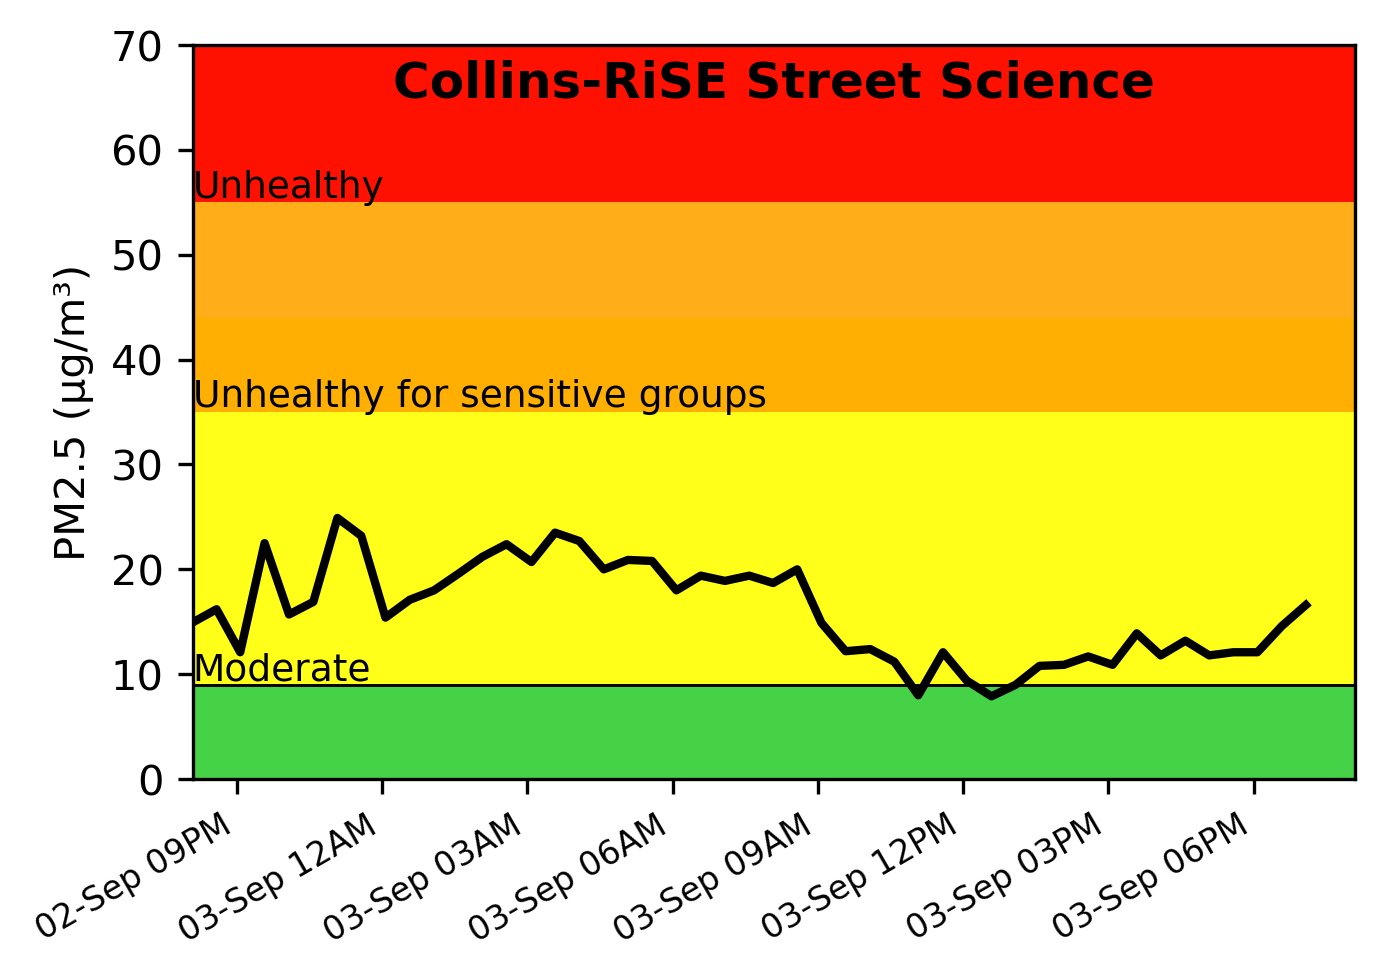 Collins-RiSE Street Science
70
60
Unhealthy
50
40
Unhealthy for sensitive groups
30
20
10
Moderate
0
PM2.5 (µg/m³)
02-Sep 09PM
03-Sep 12AM
03-Sep 03AM
03-Sep 06AM
03-Sep 09AM
03-Sep 12PM
03-Sep 03PM
03-Sep 06PM